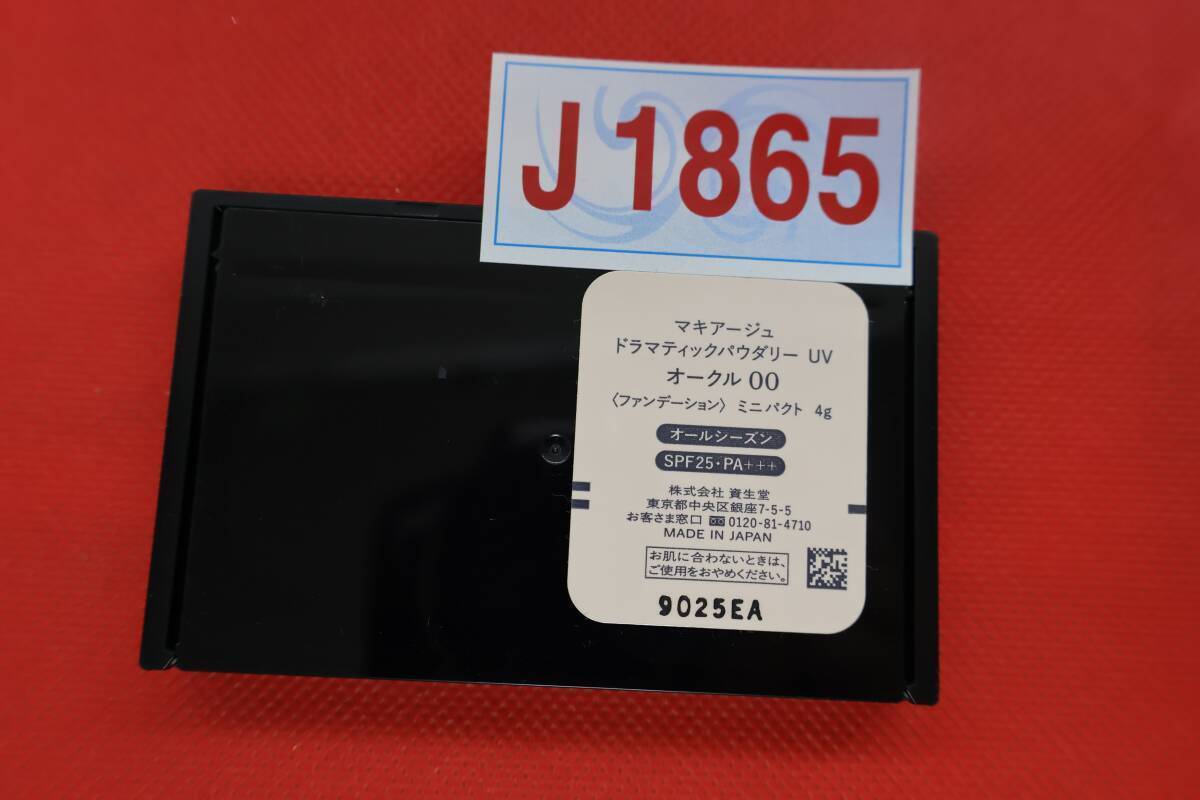 J1865
マキアージュ
ドラマティックパウダリー UV
オークル 00
〈ファンデーション〉 ミニパクト 4g
オールシーズン
SPF25・PA+++
株式会社 資生堂
東京都中央区銀座7-5-5
お客さま窓口 0120-81-4710
MADE IN JAPAN
お肌に合わないときは、
ご使用をおやめください。
9025EA